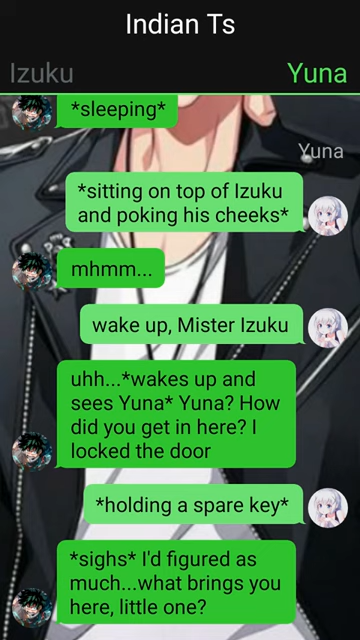 Indian Ts
Izuku
Yuna
*sleeping*
Yuna
*sitting on top of Izuku
and poking his cheeks*
mhmm...
wake up, Mister Izuku
uhh...*wakes up and
sees Yuna* Yuna? How
did you get in here? I
locked the door
*holding a spare key*
*sighs* I'd figured as
much...what brings you
here, little one?